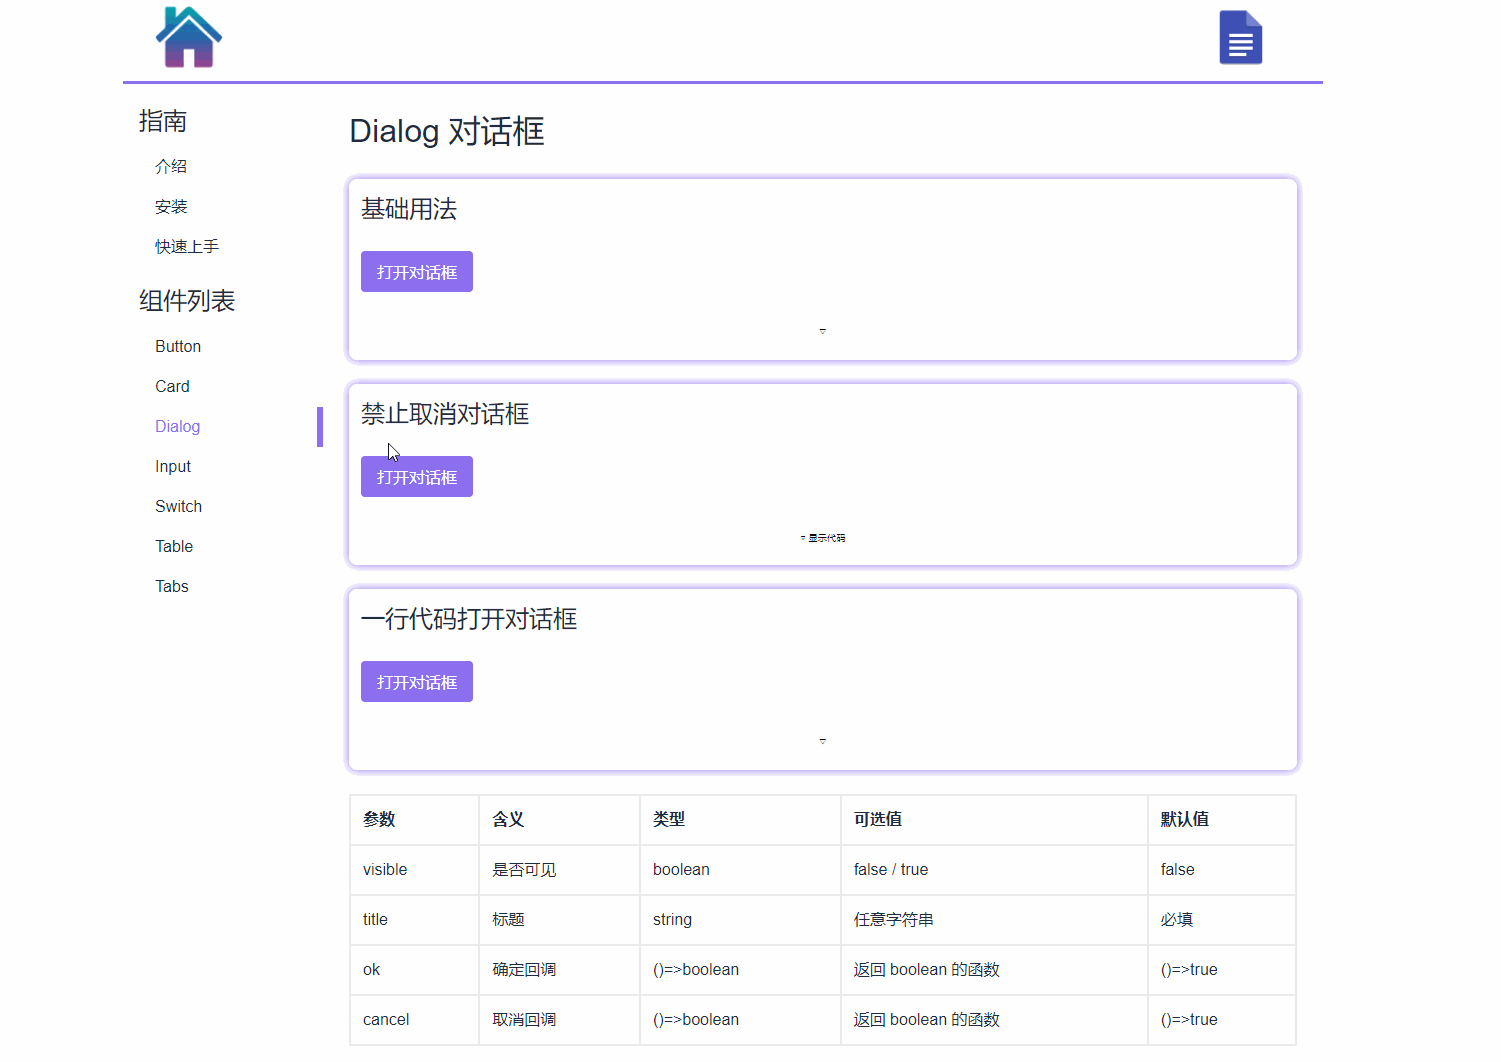 指南
介绍
安装
快速上手
组件列表
Button
Card
Dialog
Input
Switch
Table
Tabs
Dialog 对话框
基础用法
打开对话框
禁止取消对话框
打开对话框
显示代码
一行代码打开对话框
打开对话框
参数 含义 类型 可选值 默认值
visible 是否可见 boolean false / true false
title 标题 string 任意字符串 必填
ok 确定回调 ()=>boolean 返回 boolean 的函数 ()=>true
cancel 取消回调 ()=>boolean 返回 boolean 的函数 ()=>true